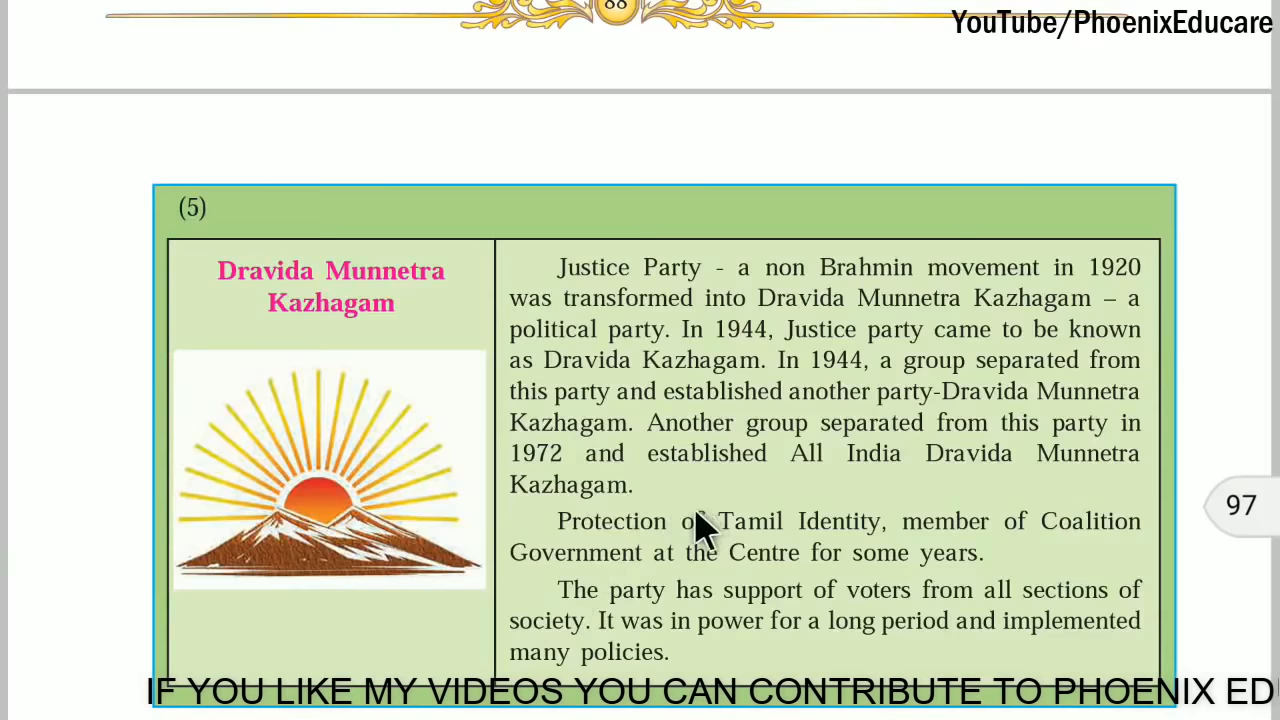 88
YouTube/PhoenixEducare
(5)
Dravida Munnetra
Kazhagam
Justice Party - a non Brahmin movement in 1920
was transformed into Dravida Munnetra Kazhagam – a
political party. In 1944, Justice party came to be known
as Dravida Kazhagam. In 1944, a group separated from
this party and established another party-Dravida Munnetra
Kazhagam. Another group separated from this party in
1972 and established All India Dravida Munnetra
Kazhagam.
Protection of Tamil Identity, member of Coalition
Government at the Centre for some years.
The party has support of voters from all sections of
society. It was in power for a long period and implemented
many policies.
97
IF YOU LIKE MY VIDEOS YOU CAN CONTRIBUTE TO PHOENIX ED